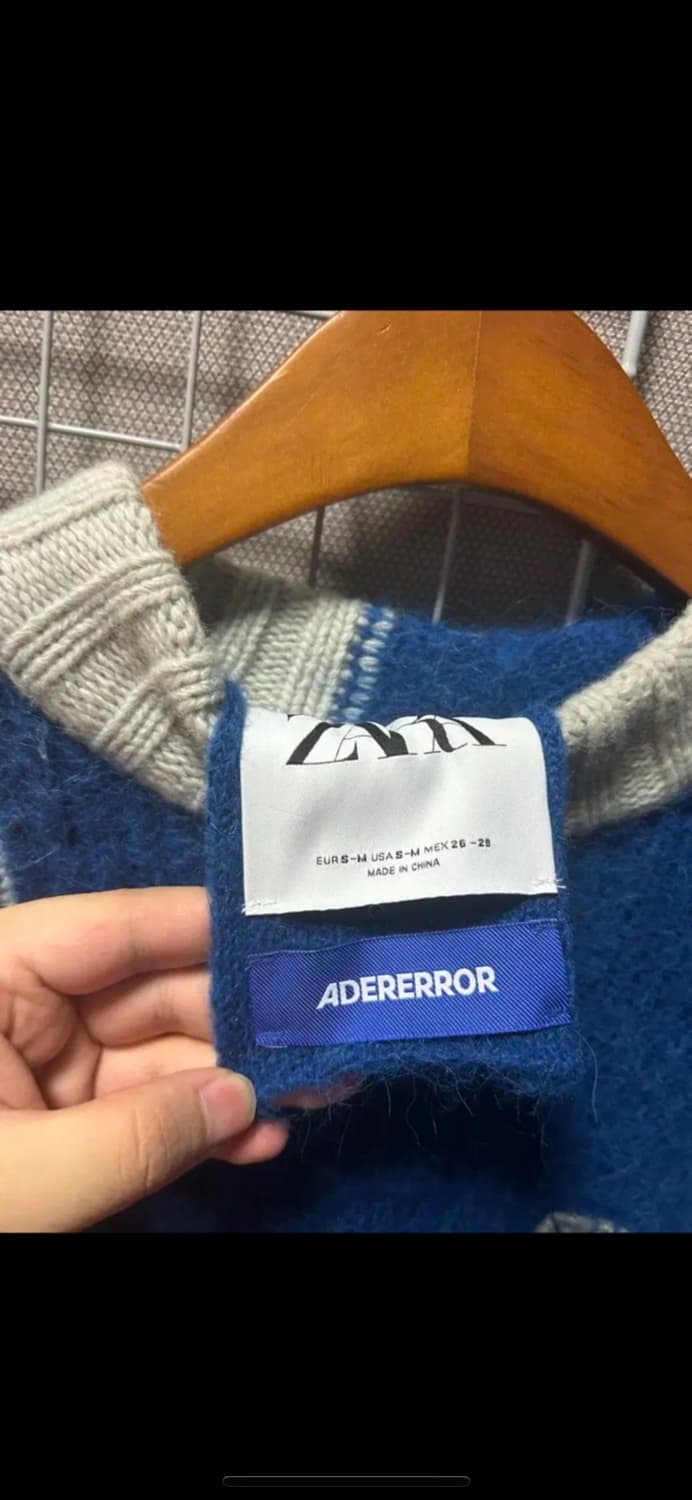 ZARA
EUR S-M USA S-M MEX 26-28
MADE IN CHINA
ADERERROR